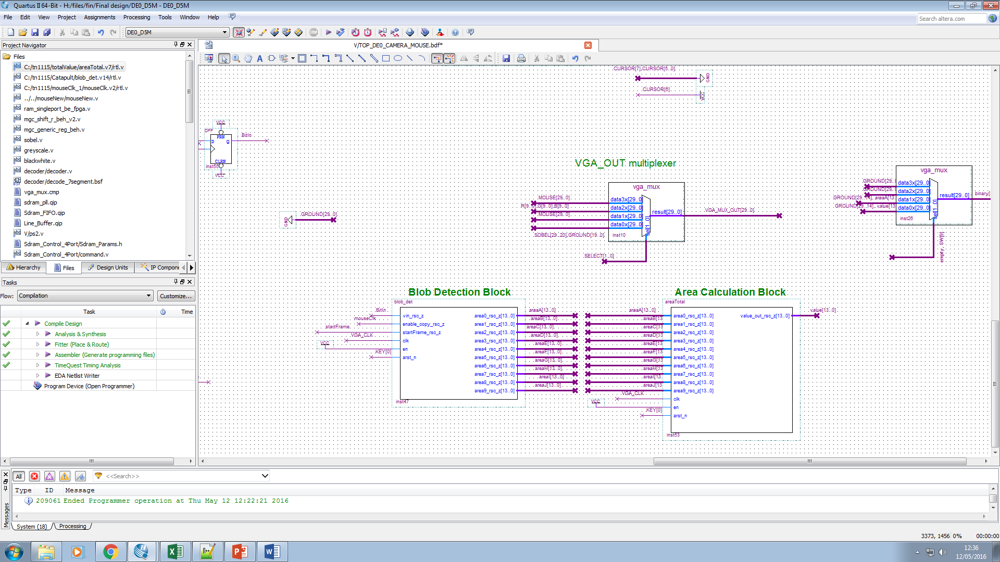 Quartus II 64-Bit - H:/files/fin/Final design/DE0_D5M - DE0_D5M
File Edit View Project Assignments Processing Tools Window Help
Search altera.com
DE0_D5M
Project Navigator
V/TOP_DE0_CAMERA_MOUSE.bdf*
Files
C:/tn1115/totalValue/areaTotal.v7/rtl.v
C:/tn1115/Catapult/blob_det.v14/rtl.v
C:/tn1115/mouseClk_1/mouseClk.v2/rtl.v
../../mouseNew/mouseNew.v
ram_singleport_be_fpga.v
mgc_shift_r_beh_v2.v
mgc_generic_reg_beh.v
sobel.v
greyscale.v
blackwhite.v
decoder/decoder.v
decoder/decode_7segment.bsf
vga_mux.cmp
sdram_pll.qip
Sdram_FIFO.qip
Line_Buffer.qip
V/ps2.v
Sdram_Control_4Port/Sdram_Params.h
Sdram_Control_4Port/command.v
Hierarchy Files Design Units IP Compone
Tasks
Flow: Compilation Customize...
Task Time
Compile Design
Analysis & Synthesis
Fitter (Place & Route)
Assembler (Generate programming files)
TimeQuest Timing Analysis
EDA Netlist Writer
Program Device (Open Programmer)
CURSOR[7],CURSOR[5..0]
GND
CURSOR[6]
VCC
VCC
DFF
PRN
D Q
BitIn
CLRN
inst55
VCC
GND
GROUND[29..0]
VGA_OUT multiplexer
vga_mux
MOUSE[29..0] data3x[29..0]
R[9..0],G[9..0],B[9..0] data2x[29..0]
MOUSE[29..0] data1x[29..0]
data0x[29..0]
SOBEL[29..20],GROUND[19..0]
result[29..0]
VGA_MUX_OUT[29..0]
sel[1..0]
inst10
SELECT[1..0]
vga_mux
GROUND[29.. data3x[29..0]
GROUND[29.. data2x[29..0]
GROUND[29..14], areaA[13.. data1x[29..0]
GROUND[29..14], value[13.. data0x[29..0]
result[29..0]
binary[
sel[1..0]
inst26
empty, SW[9]
Blob Detection Block
blob_det
BitIn vin_rsc_z
mouseClk enable_copy_rsc_z
startFrame startFrame_rsc_z
VGA_CLK clk
VCC en
KEY[0] arst_n
area0_rsc_z[13..0] areaA[13..0]
area1_rsc_z[13..0] areaB[13..0]
area2_rsc_z[13..0] areaC[13..0]
area3_rsc_z[13..0] areaD[13..0]
area4_rsc_z[13..0] areaE[13..0]
area5_rsc_z[13..0] areaF[13..0]
area6_rsc_z[13..0] areaG[13..0]
area7_rsc_z[13..0] areaH[13..0]
area8_rsc_z[13..0] areaI[13..0]
area9_rsc_z[13..0] areaJ[13..0]
inst47
Area Calculation Block
areaTotal
areaA[13..0] area0_rsc_z[13..0] value_out_rsc_z[13..0] value[13..0]
areaB[13 area1_rsc_z[13..0]
areaC[13 area2_rsc_z[13..0]
areaD[13 area3_rsc_z[13..0]
areaE[13 area4_rsc_z[13..0]
areaF[13 area5_rsc_z[13..0]
areaG[13 area6_rsc_z[13..0]
areaH[13 area7_rsc_z[13..0]
areaI[13 area8_rsc_z[13..0]
areaJ[13 area9_rsc_z[13..0]
VGA_CLK clk
VCC en
KEY[0] arst_n
inst53
All <<Search>>
Type ID Message
209061 Ended Programmer operation at Thu May 12 12:22:21 2016
Messages
System (18) Processing
3373, 1456 0% 00:00:00
12:36
12/05/2016